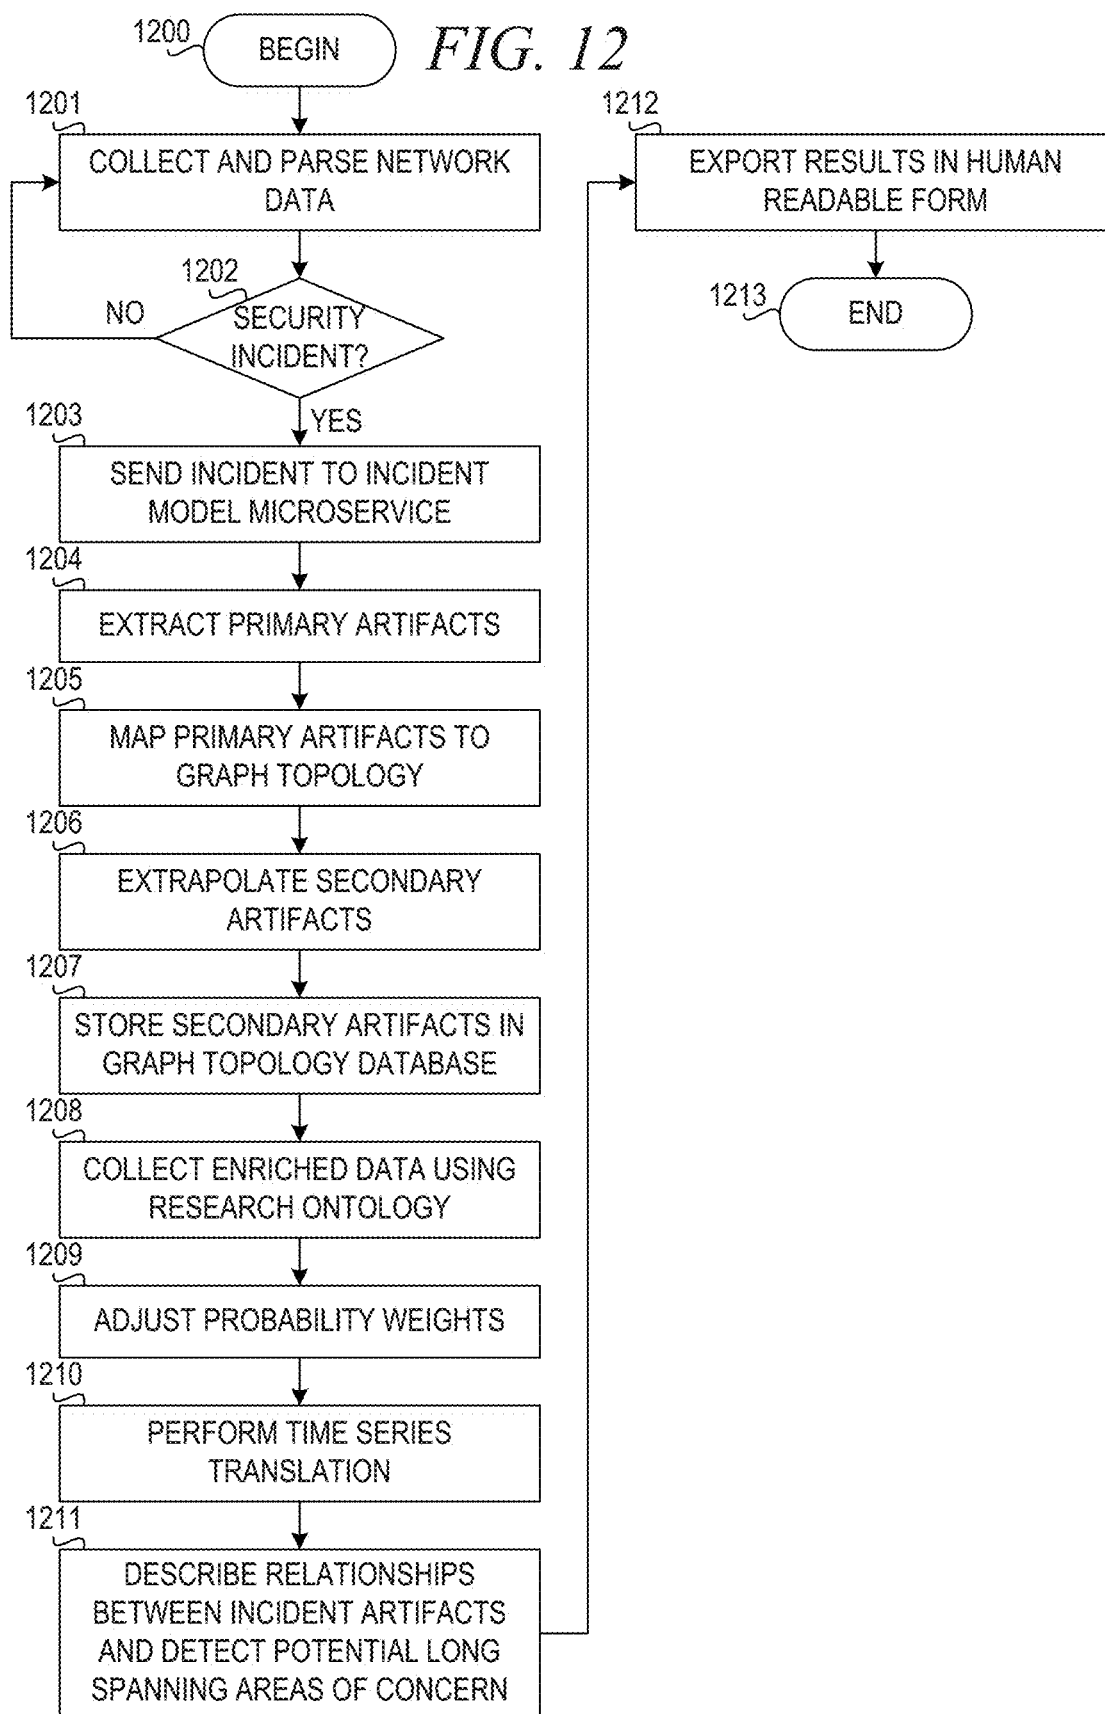 FIG. 12
1200
BEGIN
1201
COLLECT AND PARSE NETWORK
DATA
1202
SECURITY
INCIDENT?
NO
YES
1203
SEND INCIDENT TO INCIDENT
MODEL MICROSERVICE
1204
EXTRACT PRIMARY ARTIFACTS
1205
MAP PRIMARY ARTIFACTS TO
GRAPH TOPOLOGY
1206
EXTRAPOLATE SECONDARY
ARTIFACTS
1207
STORE SECONDARY ARTIFACTS IN
GRAPH TOPOLOGY DATABASE
1208
COLLECT ENRICHED DATA USING
RESEARCH ONTOLOGY
1209
ADJUST PROBABILITY WEIGHTS
1210
PERFORM TIME SERIES
TRANSLATION
1211
DESCRIBE RELATIONSHIPS
BETWEEN INCIDENT ARTIFACTS
AND DETECT POTENTIAL LONG
SPANNING AREAS OF CONCERN
1212
EXPORT RESULTS IN HUMAN
READABLE FORM
1213
END